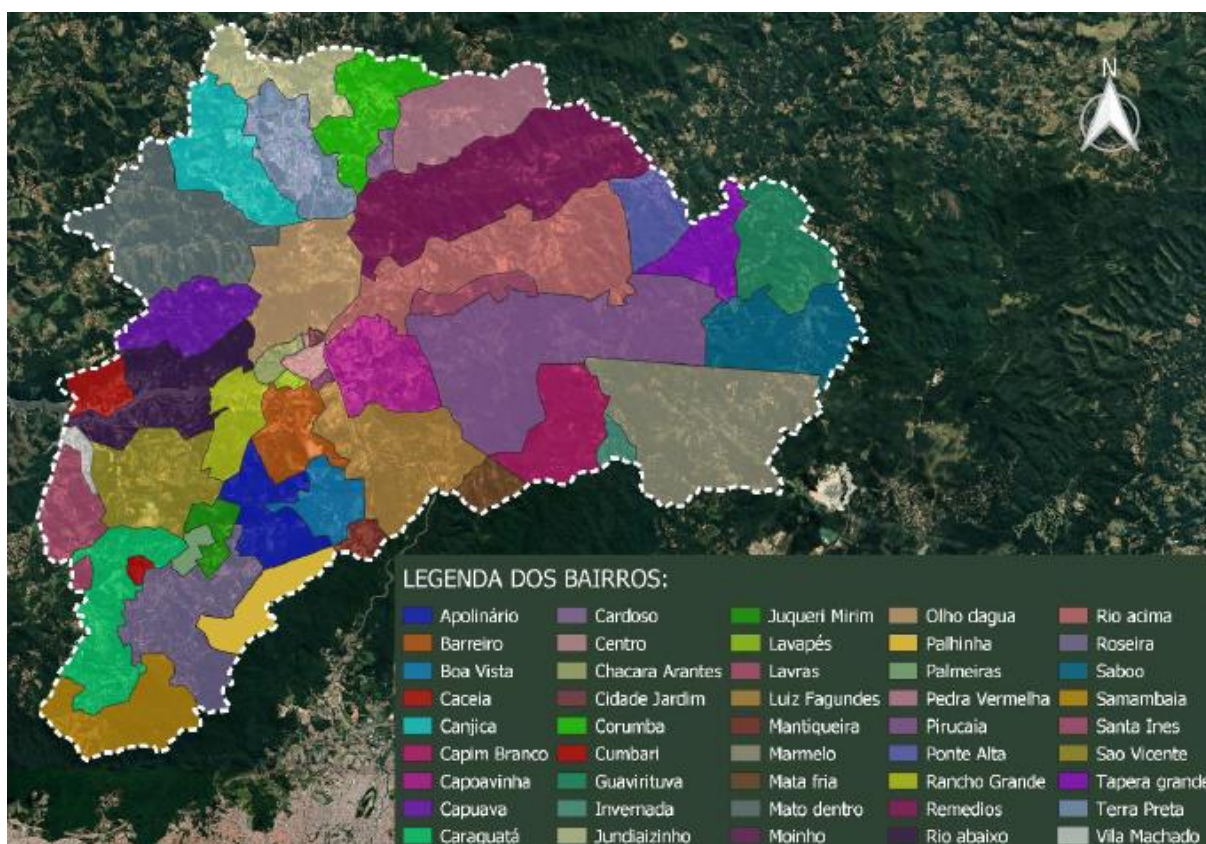 N
LEGENDA DOS BAIRROS:
Apolinário Cardoso Juqueri Mirim Olho dagua Rio acima
Barreiro Centro Lavapés Palhinha Roseira
Boa Vista Chacara Arantes Lavras Palmeiras Saboo
Caceia Cidade Jardim Luiz Fagundes Pedra Vermelha Samambaia
Canjica Corumba Mantiqueira Pirucaia Santa Ines
Capim Branco Cumbari Marmelo Ponte Alta Sao Vicente
Capoavinha Guavirituva Mata fria Rancho Grande Tapera grande
Capuava Invernada Mato dentro Remedios Terra Preta
Caraguatá Jundiaizinho Moinho Rio abaixo Vila Machado